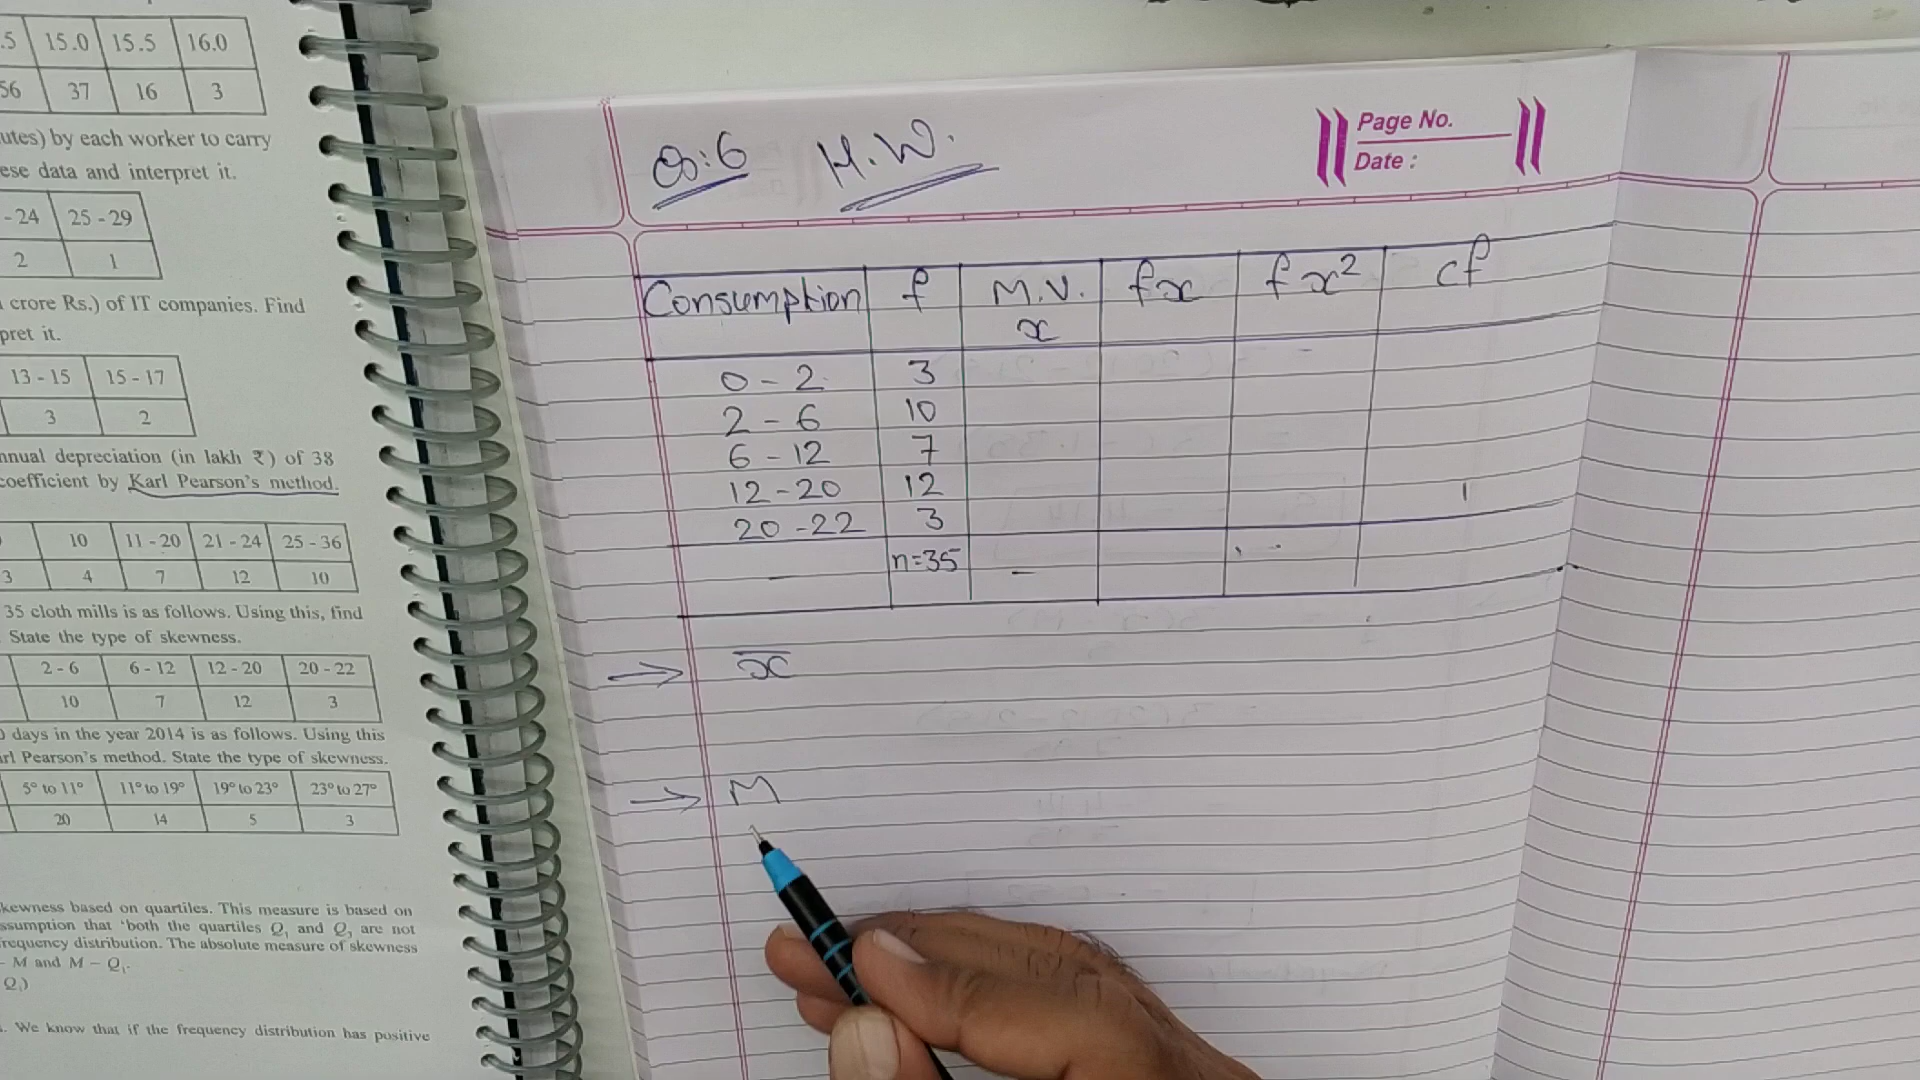 .5 15.0 15.5 16.0
56 37 16 3
utes) by each worker to carry
ese data and interpret it.
- 24 25 - 29
2 1
crore Rs.) of IT companies. Find
pret it.
13 - 15 15 - 17
3 2
nnual depreciation (in lakh ₹) of 38
coefficient by Karl Pearson's method.
10 11 - 20 21 - 24 25 - 36
3 4 7 12 10
35 cloth mills is as follows. Using this, find
State the type of skewness.
2 - 6 6 - 12 12 - 20 20 - 22
10 7 12 3
days in the year 2014 is as follows. Using this
arl Pearson's method. State the type of skewness.
5° to 11° 11° to 19° 19° to 23° 23° to 27°
20 14 5 3
kewness based on quartiles. This measure is based on
ssumption that 'both the quartiles Q₁ and Q₃ are not
requency distribution. The absolute measure of skewness
- M and M - Q₁.
Q₁)
. We know that if the frequency distribution has positive
Q:6 H.W.
Page No.
Date :
Consumption f M.V. x fx fx² cf
0 - 2 3
2 - 6 10
6 - 12 7
12 - 20 12
20 - 22 3
- n=35 -
→ x̄
→ M